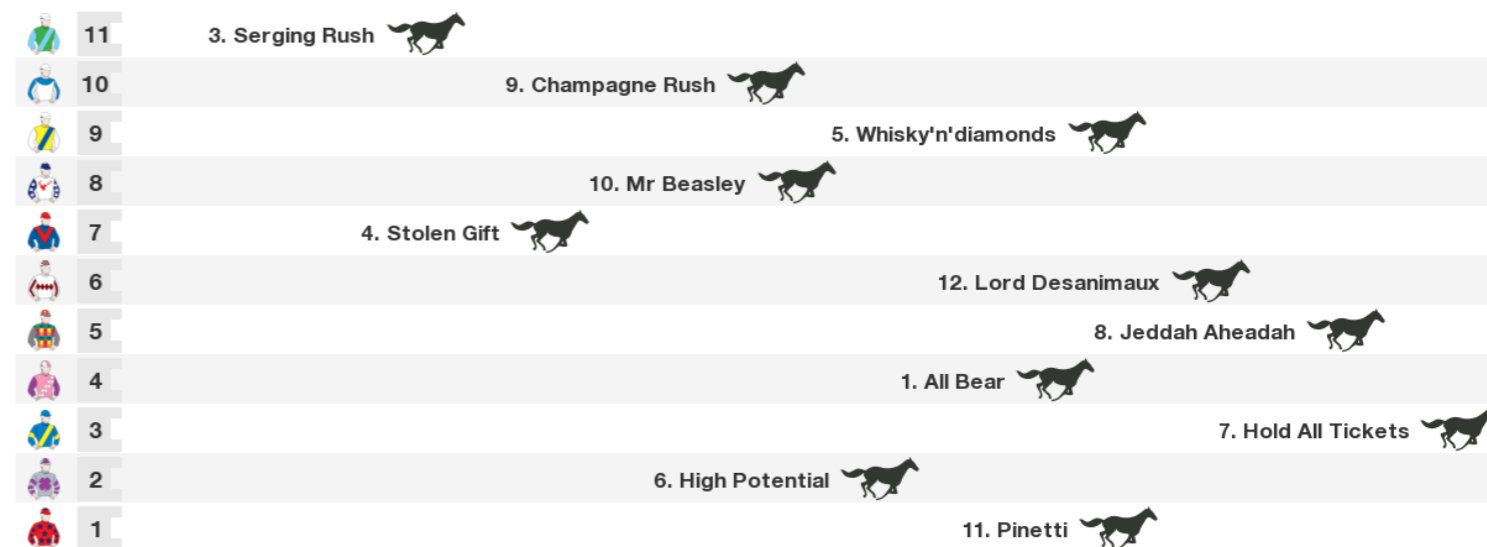 11 3. Serging Rush
10 9. Champagne Rush
9 5. Whisky'n'diamonds
8 10. Mr Beasley
7 4. Stolen Gift
6 12. Lord Desanimaux
5 8. Jeddah Aheadah
4 1. All Bear
3 7. Hold All Tickets
2 6. High Potential
1 11. Pinetti